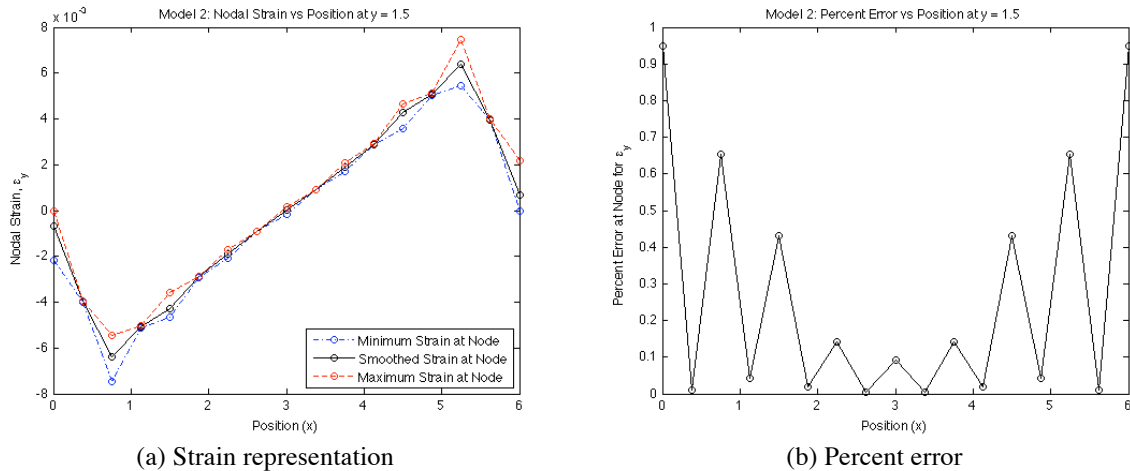 Model 2: Nodal Strain vs Position at y = 1.5
x 10⁻³
8
6
4
2
0
-2
-4
-6
-8
Nodal Strain, ε_y
0 1 2 3 4 5 6
Position (x)
Minimum Strain at Node
Smoothed Strain at Node
Maximum Strain at Node
(a) Strain representation
Model 2: Percent Error vs Position at y = 1.5
1
0.9
0.8
0.7
0.6
0.5
0.4
0.3
0.2
0.1
0
Percent Error at Node for ε_y
0 1 2 3 4 5 6
Position (x)
(b) Percent error